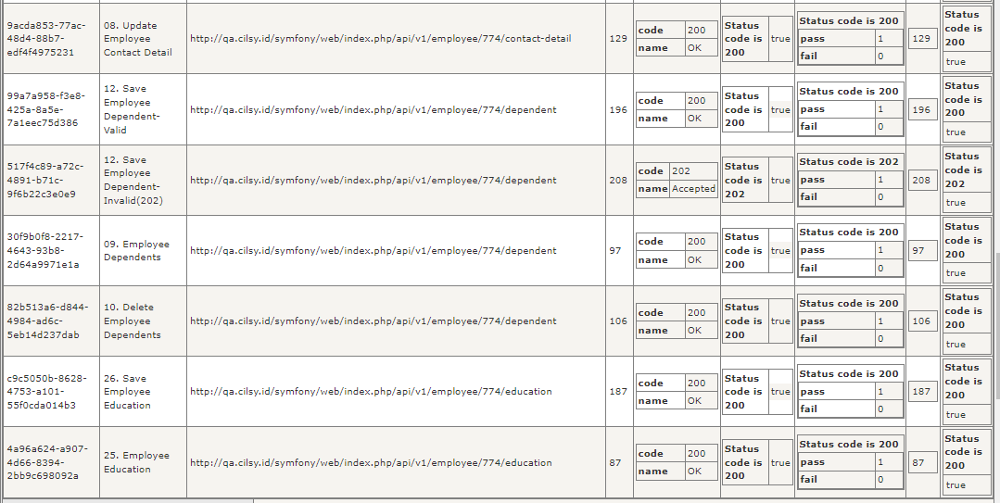 Status
code is
9acda853-77ac-
48d4-88b7-
edf4f4975231
08. Update
Employee
Contact Detail
http://qa.cilsy.id/symfony/web/index.php/api/v1/employee/774/contact-detail
129
code 200
name OK
Status
code is
200
true
Status code is 200
pass 1
fail 0
129
200
true
99a7a958-f3e8-
425a-8a5e-
7a1eec75d386
12. Save
Employee
Dependent-
Valid
http://qa.cilsy.id/symfony/web/index.php/api/v1/employee/774/dependent
196
code 200
name OK
Status
code is
200
true
Status code is 200
pass 1
fail 0
196
Status
code is
200
true
517f4c89-a72c-
4891-b71c-
9f6b22c3e0e9
12. Save
Employee
Dependent-
Invalid(202)
http://qa.cilsy.id/symfony/web/index.php/api/v1/employee/774/dependent
208
code 202
name Accepted
Status
code is
202
true
Status code is 202
pass 1
fail 0
208
Status
code is
202
true
30f9b0f8-2217-
4643-93b8-
2d64a9971e1a
09. Employee
Dependents
http://qa.cilsy.id/symfony/web/index.php/api/v1/employee/774/dependent
97
code 200
name OK
Status
code is
200
true
Status code is 200
pass 1
fail 0
97
Status
code is
200
true
82b513a6-d844-
4984-ad6c-
5eb14d237dab
10. Delete
Employee
Dependents
http://qa.cilsy.id/symfony/web/index.php/api/v1/employee/774/dependent
106
code 200
name OK
Status
code is
200
true
Status code is 200
pass 1
fail 0
106
Status
code is
200
true
c9c5050b-8628-
4753-a101-
55f0cda014b3
26. Save
Employee
Education
http://qa.cilsy.id/symfony/web/index.php/api/v1/employee/774/education
187
code 200
name OK
Status
code is
200
true
Status code is 200
pass 1
fail 0
187
Status
code is
200
true
4a96a624-a907-
4d66-8394-
2bb9c698092a
25. Employee
Education
http://qa.cilsy.id/symfony/web/index.php/api/v1/employee/774/education
87
code 200
name OK
Status
code is
200
true
Status code is 200
pass 1
fail 0
87
Status
code is
200
true